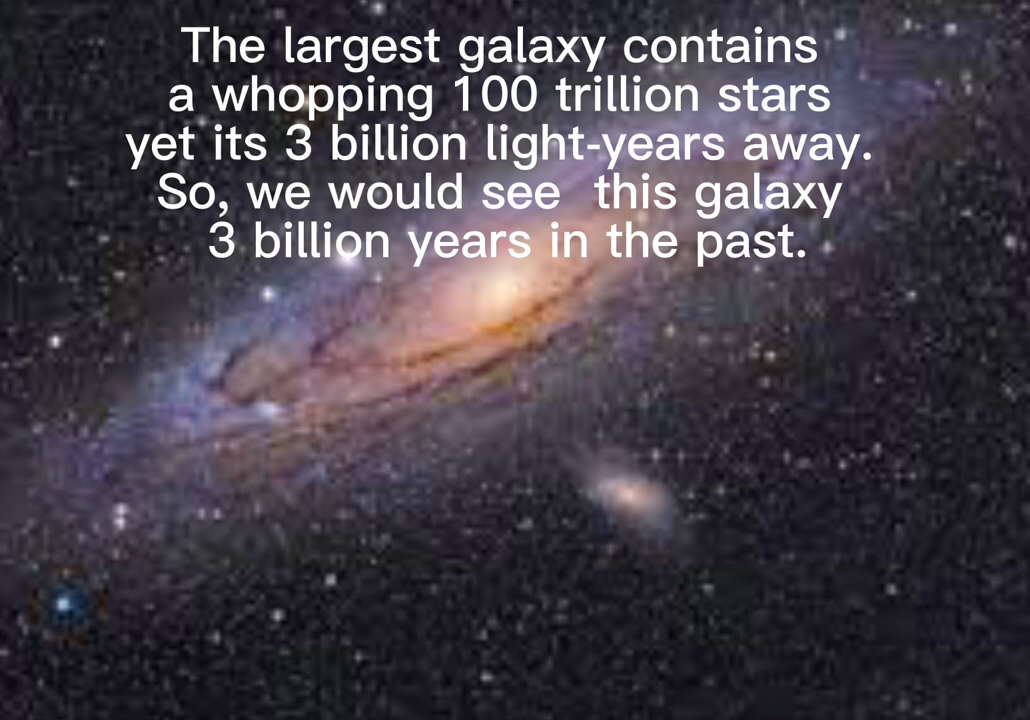 The largest galaxy contains
a whopping 100 trillion stars
yet its 3 billion light-years away.
So, we would see  this galaxy
3 billion years in the past.